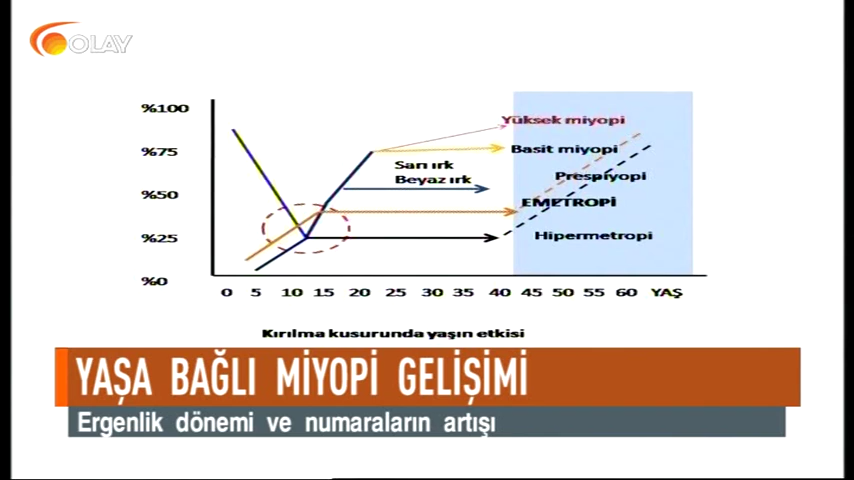 OLAY
%100
Yüksek miyopi
%75
Basit miyopi
Sarı ırk
Beyaz ırk
Prespiyopi
%50
EMETROPİ
%25
Hipermetropi
%0
0 5 10 15 20 25 30 35 40 45 50 55 60 YAŞ
Kırılma kusurunda yaşın etkisi
YAŞA BAĞLI MİYOPİ GELİŞİMİ
Ergenlik dönemi ve numaraların artışı